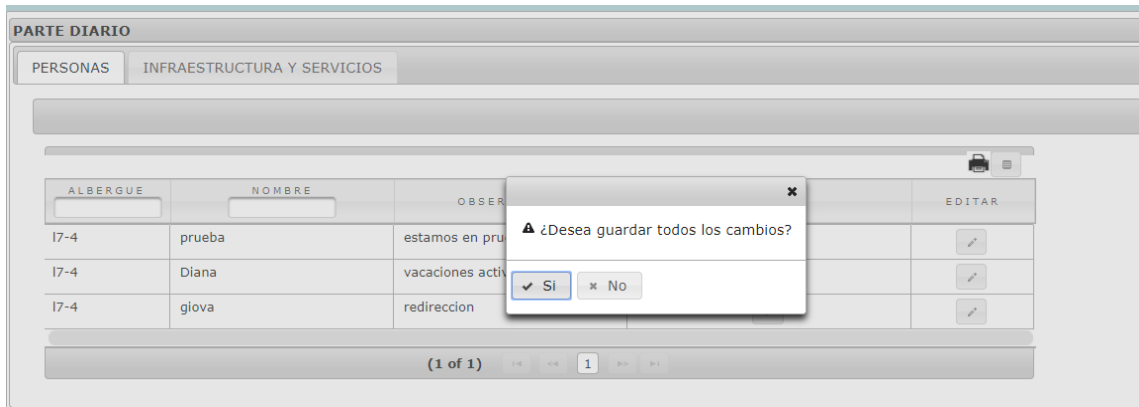 PARTE DIARIO
PERSONAS INFRAESTRUCTURA Y SERVICIOS
ALBERGUE NOMBRE OBSER EDITAR
¿Desea guardar todos los cambios?
I7-4 prueba estamos en pru
I7-4 Diana vacaciones activ
Si No
I7-4 giova redireccion
(1 of 1) 1